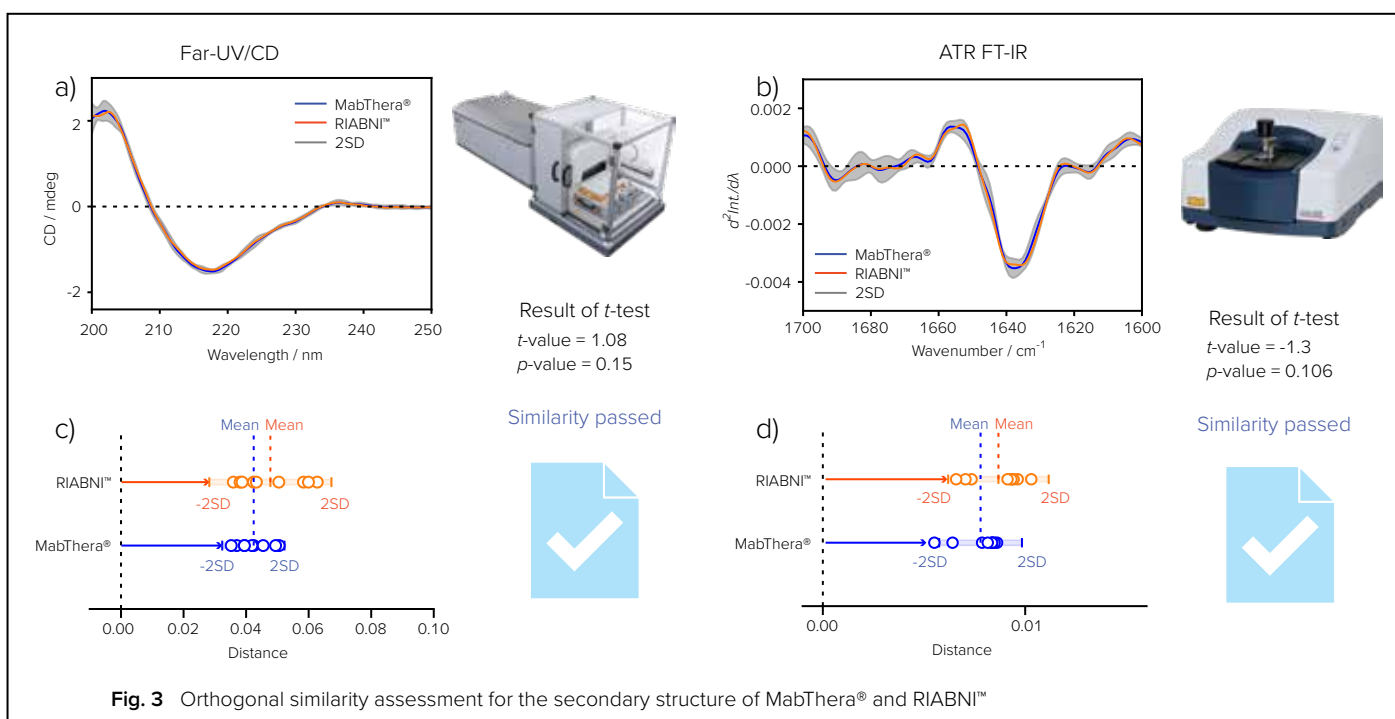 Far-UV/CD
a)
MabThera®
RIABNI™
2SD
CD / mdeg
2
0
-2
200 210 220 230 240 250
Wavelength / nm
Result of t-test
t-value = 1.08
p-value = 0.15
Similarity passed
ATR FT-IR
b)
d²Int./dλ
0.002
0.000
-0.002
-0.004
MabThera®
RIABNI™
2SD
1700 1680 1660 1640 1620 1600
Wavenumber / cm⁻¹
Result of t-test
t-value = -1.3
p-value = 0.106
Similarity passed
c)
Mean Mean
RIABNI™
-2SD 2SD
MabThera®
-2SD 2SD
0.00 0.02 0.04 0.06 0.08 0.10
Distance
d)
Mean Mean
RIABNI™
-2SD 2SD
MabThera®
-2SD 2SD
0.00 0.01
Distance
Fig. 3 Orthogonal similarity assessment for the secondary structure of MabThera® and RIABNI™